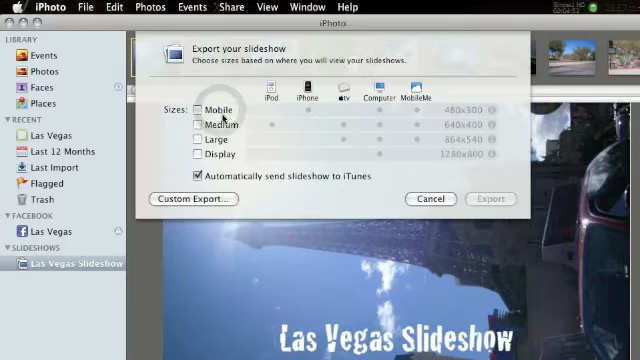 iPhoto File Edit Photos Events Share View Window Help
iPhoto
LIBRARY
Events
Photos
Faces
Places
RECENT
Las Vegas
Last 12 Months
Last Import
Flagged
Trash
FACEBOOK
Las Vegas
SLIDESHOWS
Las Vegas Slideshow
Export your slideshow
Choose sizes based on where you will view your slideshows.
iPod iPhone tv Computer MobileMe
Sizes: Mobile 480x300
Medium 640x400
Large 864x540
Display 1280x800
Automatically send slideshow to iTunes
Custom Export... Cancel Export
Las Vegas Slideshow